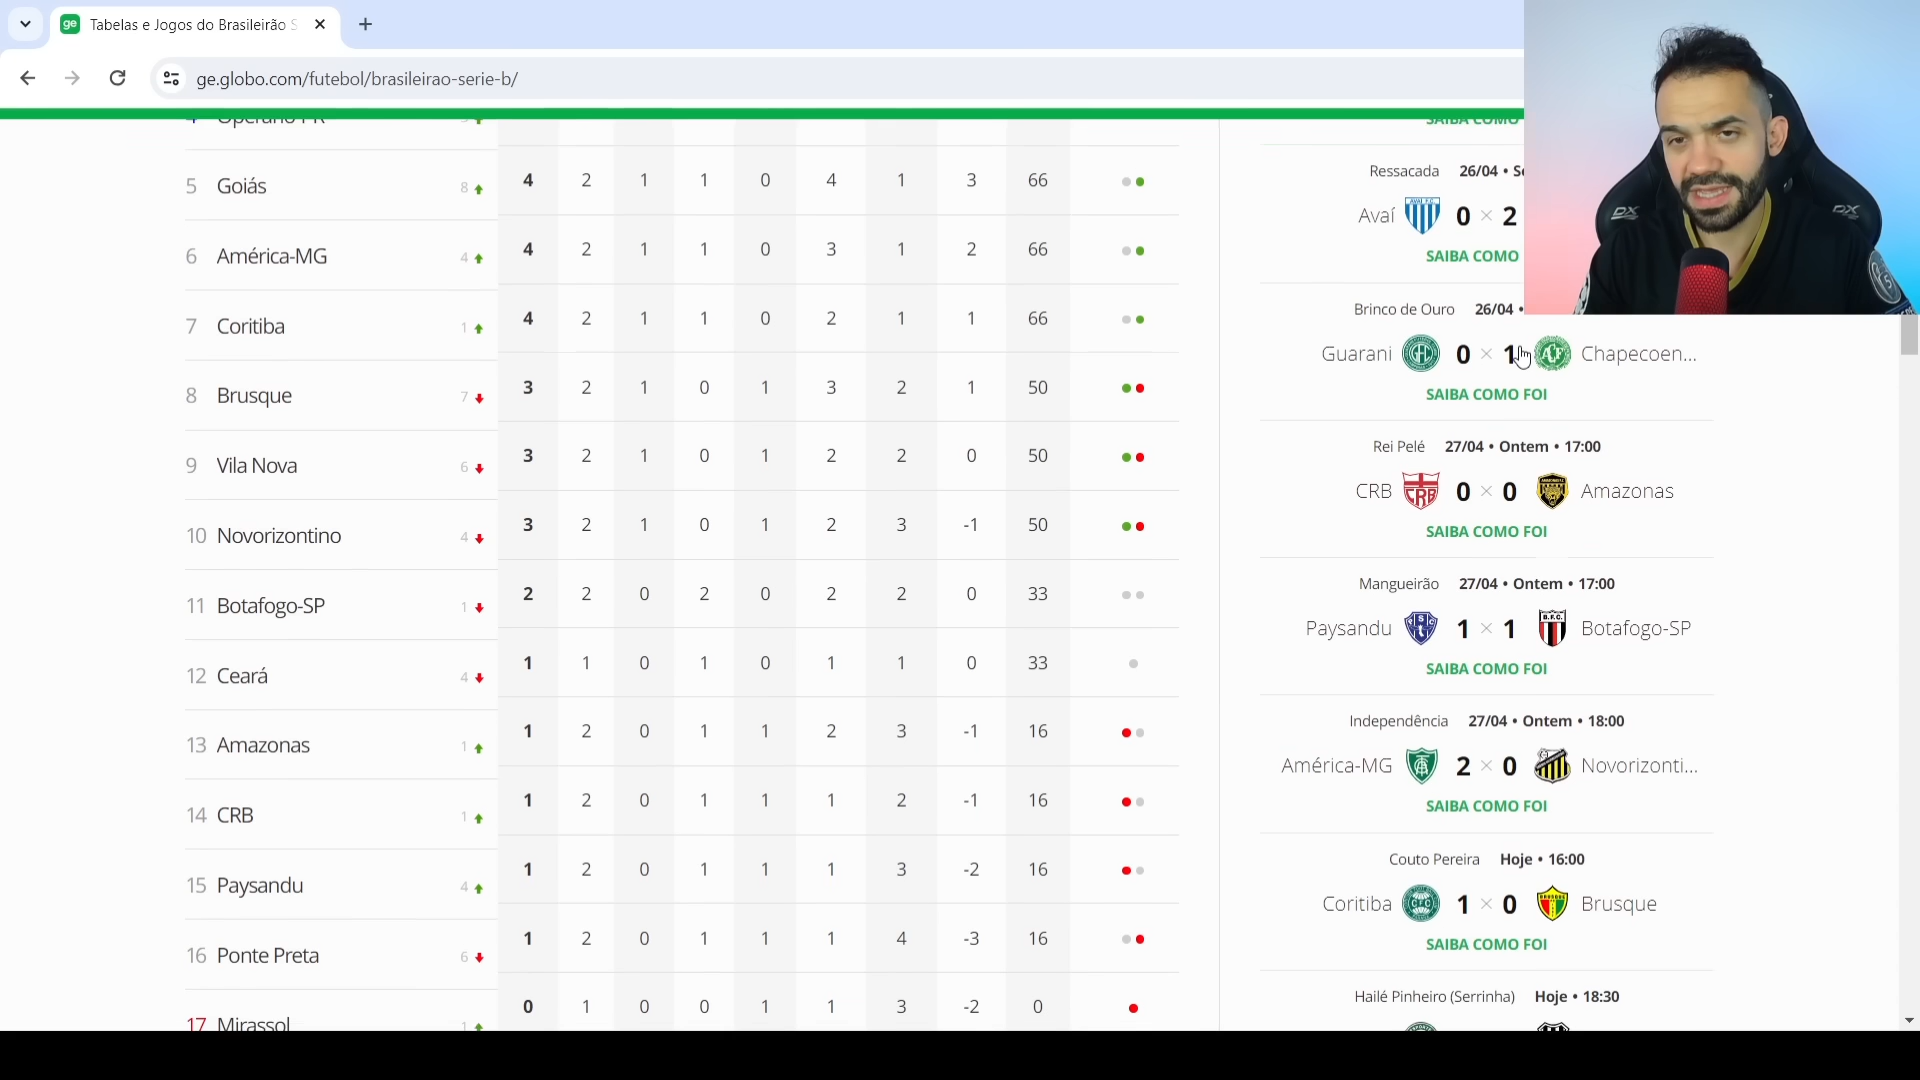 Tabelas e Jogos do Brasileirão S
ge.globo.com/futebol/brasileirao-serie-b/
4 Operário-PR
5 Goiás 8 4 2 1 1 0 4 1 3 66
6 América-MG 4 4 2 1 1 0 3 1 2 66
7 Coritiba 1 4 2 1 1 0 2 1 1 66
8 Brusque 7 3 2 1 0 1 3 2 1 50
9 Vila Nova 6 3 2 1 0 1 2 2 0 50
10 Novorizontino 4 3 2 1 0 1 2 3 -1 50
11 Botafogo-SP 1 2 2 0 2 0 2 2 0 33
12 Ceará 4 1 1 0 1 0 1 1 0 33
13 Amazonas 1 1 2 0 1 1 2 3 -1 16
14 CRB 1 1 2 0 1 1 1 2 -1 16
15 Paysandu 4 1 2 0 1 1 1 3 -2 16
16 Ponte Preta 6 1 2 0 1 1 1 4 -3 16
17 Mirassol 1 0 1 0 0 1 1 3 -2 0
SAIBA COMO
Ressacada 26/04 • Se
Avaí 0 × 2
SAIBA COMO
Brinco de Ouro 26/04 •
Guarani 0 × 1 Chapecoen...
SAIBA COMO FOI
Rei Pelé 27/04 • Ontem • 17:00
CRB 0 × 0 Amazonas
SAIBA COMO FOI
Mangueirão 27/04 • Ontem • 17:00
Paysandu 1 × 1 Botafogo-SP
SAIBA COMO FOI
Independência 27/04 • Ontem • 18:00
América-MG 2 × 0 Novorizonti...
SAIBA COMO FOI
Couto Pereira Hoje • 16:00
Coritiba 1 × 0 Brusque
SAIBA COMO FOI
Hailé Pinheiro (Serrinha) Hoje • 18:30
DX
DX